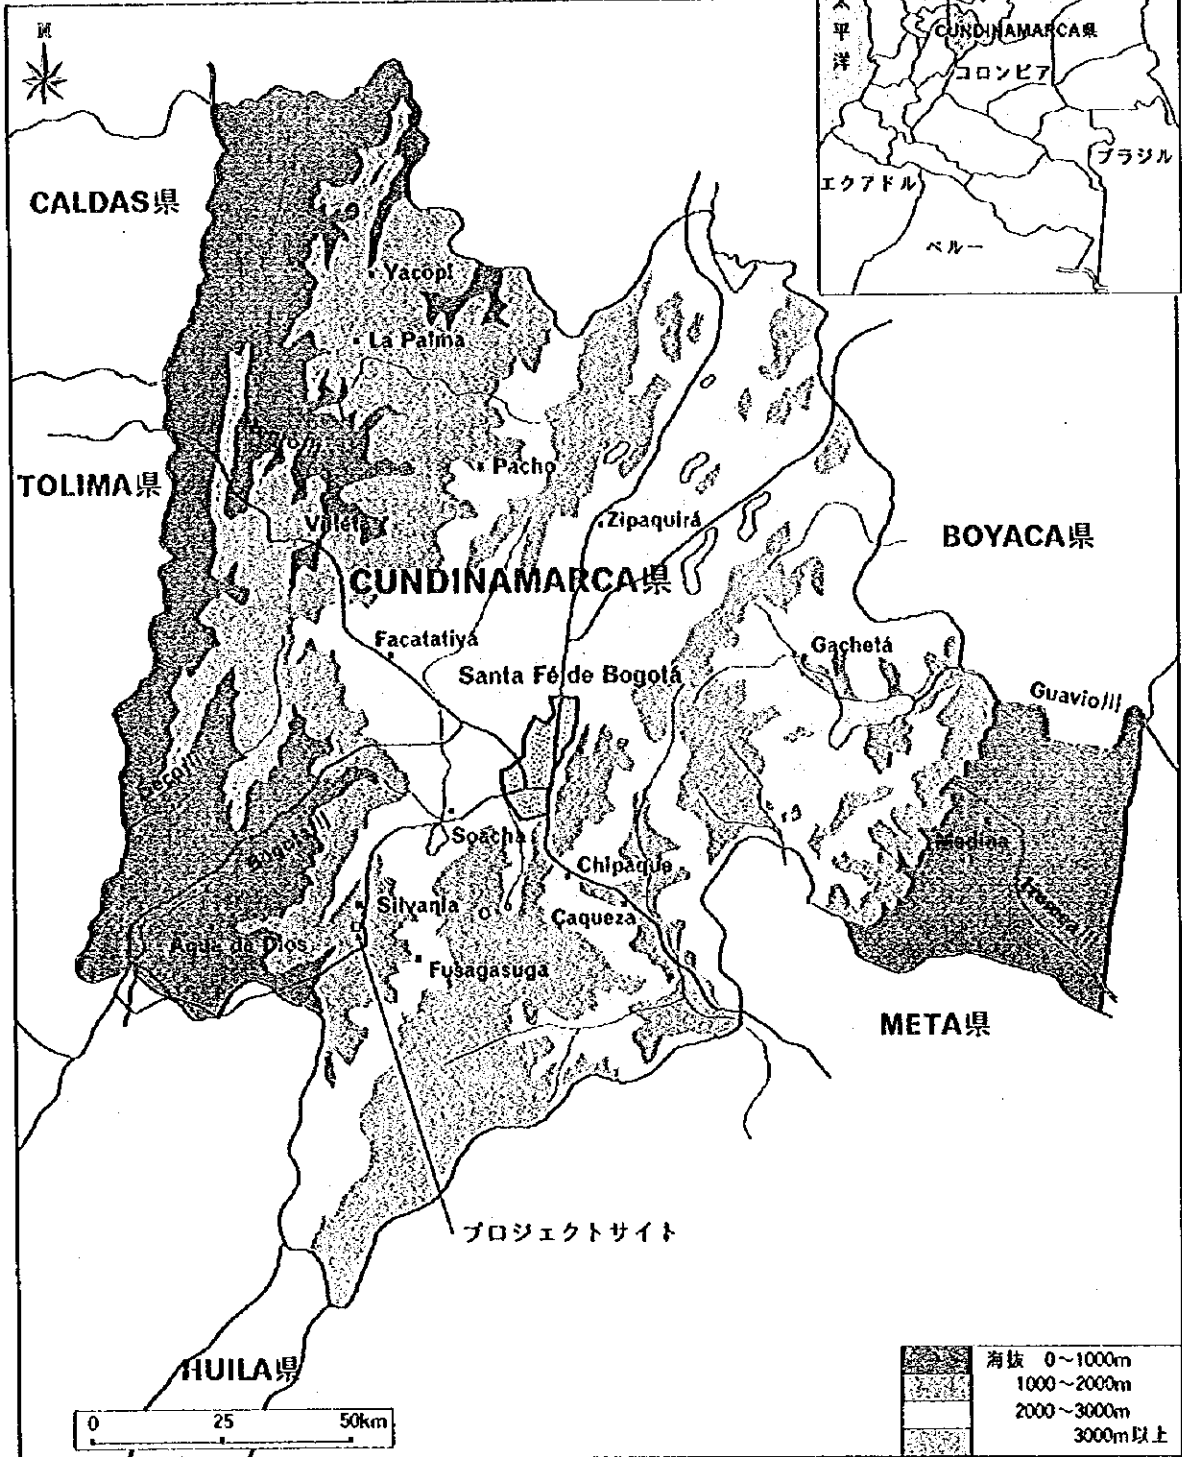 N
太平洋
CUNDINAMARCA県
コロンビア
ブラジル
エクアドル
ペルー
CALDAS県
Yacopi
La Palma
TOLIMA県
Pacho
Villeta
Zipaquirá
BOYACA県
CUNDINAMARCA県
Facatativá
Gachetá
Santa Fé de Bogotá
Guavio川
Bogota川
Soacha
Medina
Chipaque
Silvania
Caqueza
Agua de Dios
Fusagasuga
META県
プロジェクトサイト
HUILA県
海抜 0~1000m
1000~2000m
2000~3000m
3000m以上
0 25 50km